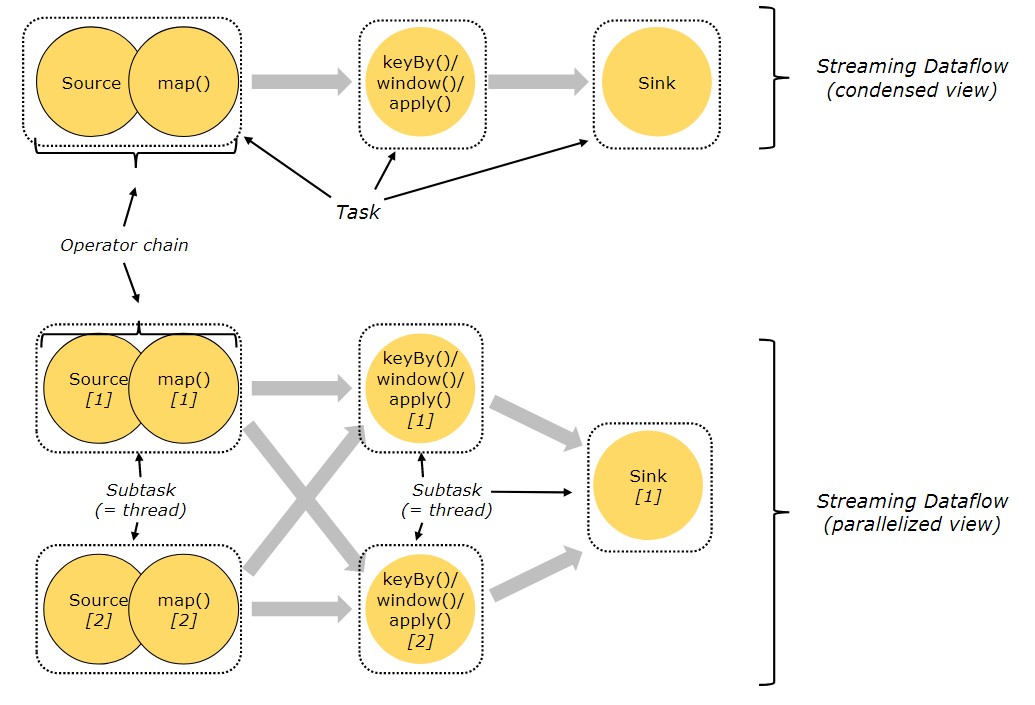 Source
map()
keyBy()/
window()/
apply()
Sink
Streaming Dataflow
(condensed view)
Task
Operator chain
Source
[1]
map()
[1]
keyBy()/
window()/
apply()
[1]
Subtask
(= thread)
Subtask
(= thread)
Sink
[1]
Streaming Dataflow
(parallelized view)
Source
[2]
map()
[2]
keyBy()/
window()/
apply()
[2]